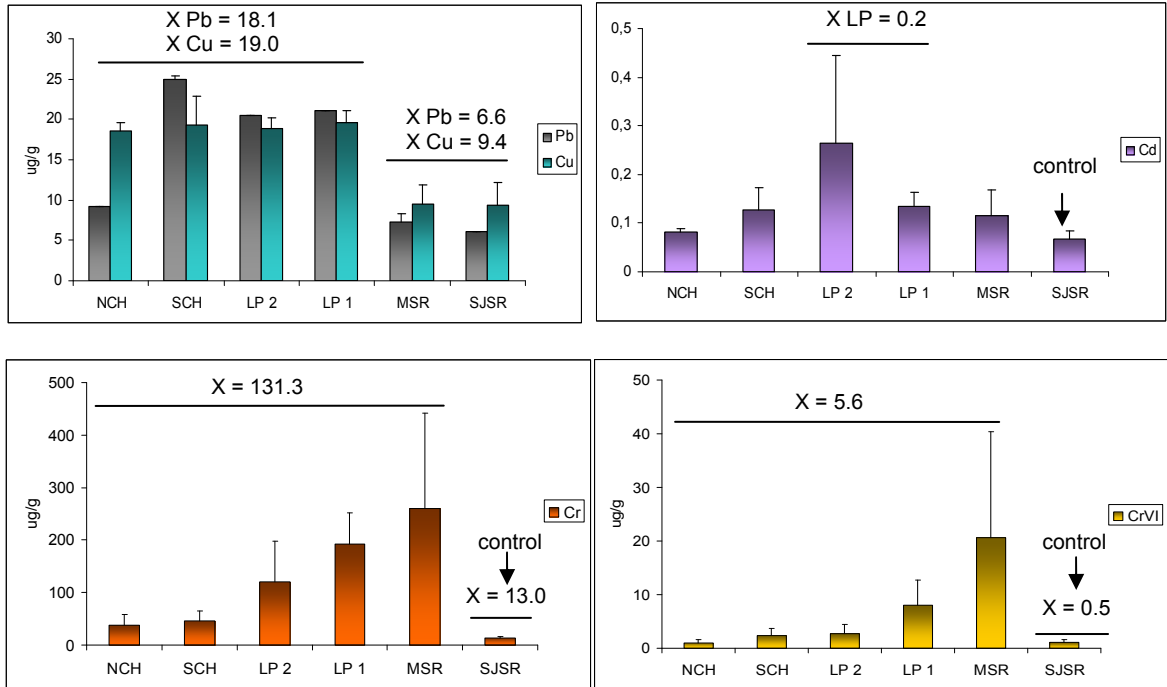 X Pb = 18.1
X Cu = 19.0
30
25
20
15
10
5
0
ug/g
X Pb = 6.6
X Cu = 9.4
Pb
Cu
NCH SCH LP 2 LP 1 MSR SJSR
X LP = 0.2
0,5
0,4
0,3
0,2
0,1
0
Cd
control
NCH SCH LP 2 LP 1 MSR SJSR
X = 131.3
500
400
300
200
100
0
ug/g
Cr
control
X = 13.0
NCH SCH LP 2 LP 1 MSR SJSR
X = 5.6
50
40
30
20
10
0
ug/g
CrVI
control
X = 0.5
NCH SCH LP 2 LP 1 MSR SJSR